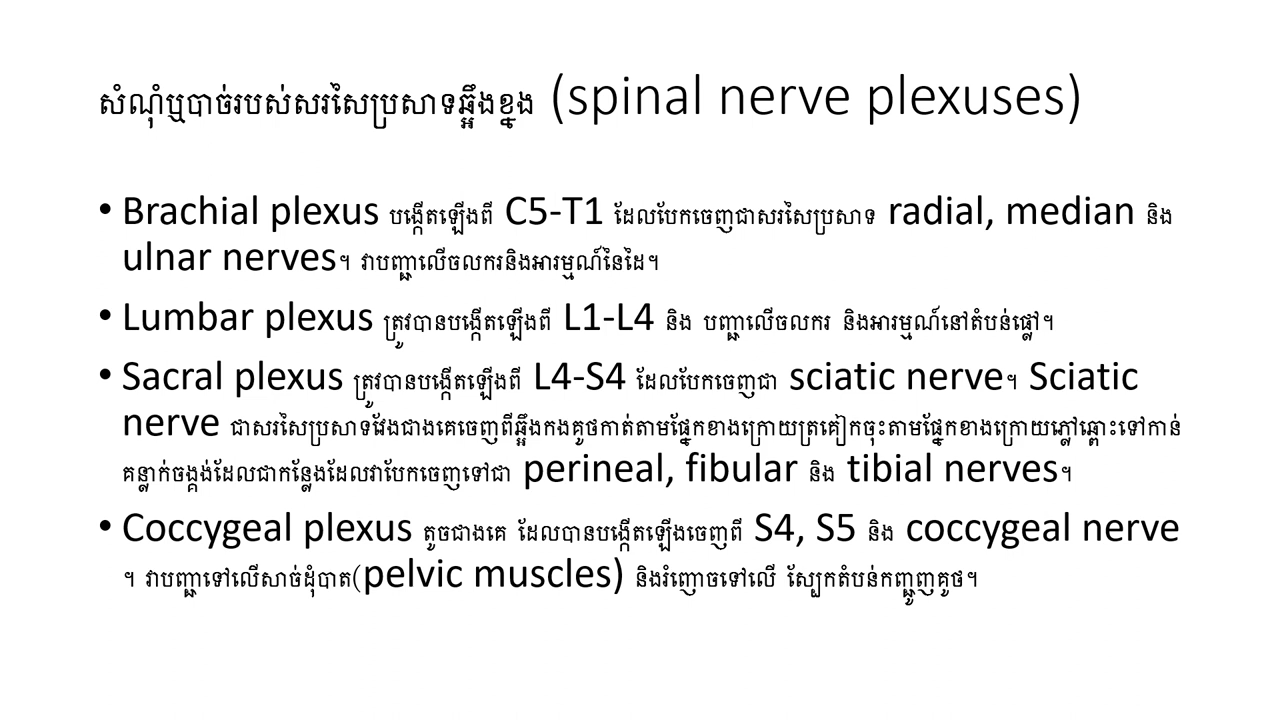 សំណុំឬបាច់របស់សរសៃប្រសាទឆ្អឹងខ្នង (spinal nerve plexuses)
• Brachial plexus បង្កើតឡើងពី C5-T1 ដែលបែកចេញជាសរសៃប្រសាទ radial, median និង
ulnar nerves។ វាបញ្ជាលើចលករនិងអារម្មណ៍នៃដៃ។
• Lumbar plexus ត្រូវបានបង្កើតឡើងពី L1-L4 និង បញ្ជាលើចលករ និងអារម្មណ៍នៅតំបន់ផ្លៅ។
• Sacral plexus ត្រូវបានបង្កើតឡើងពី L4-S4 ដែលបែកចេញជា sciatic nerve។ Sciatic
nerve ជាសរសៃប្រសាទវែងជាងគេចេញពីឆ្អឹងកងគូថកាត់តាមផ្នែកខាងក្រោយត្រគៀកចុះតាមផ្នែកខាងក្រោយភ្លៅឆ្ពោះទៅកាន់
គន្លាក់ចង្គង់ដែលជាកន្លែងដែលវាបែកចេញទៅជា perineal, fibular និង tibial nerves។
• Coccygeal plexus តូចជាងគេ ដែលបានបង្កើតឡើងចេញពី S4, S5 និង coccygeal nerve
។ វាបញ្ជាទៅលើសាច់ដុំបាត(pelvic muscles) និងរំញោចទៅលើ ស្បែកតំបន់កញ្ចូញគូថ។